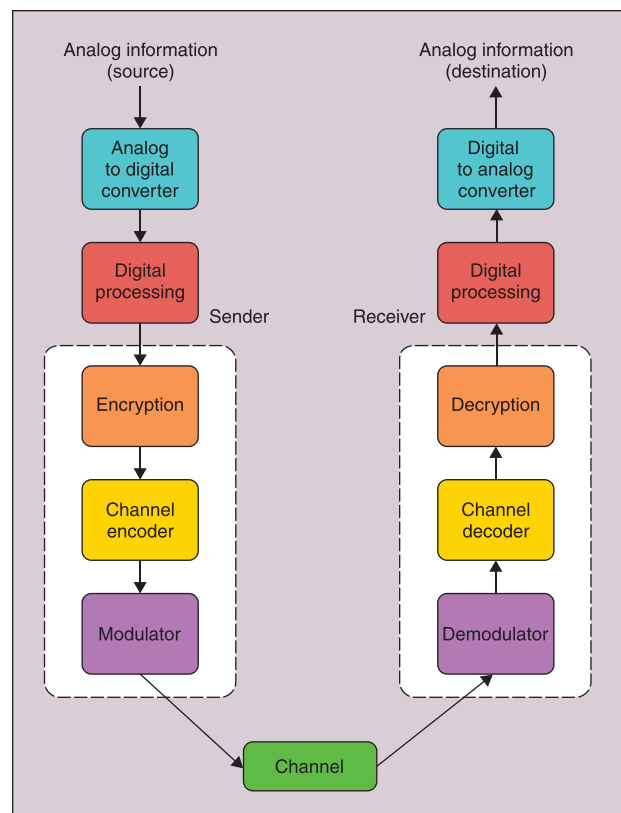 Analog information
(source)
Analog
to digital
converter
Digital
processing
Sender
Encryption
Channel
encoder
Modulator
Channel
Analog information
(destination)
Digital
to analog
converter
Digital
processing
Receiver
Decryption
Channel
decoder
Demodulator